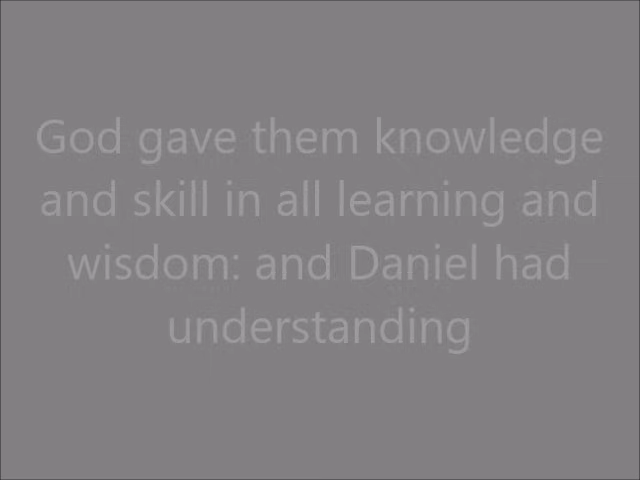 God gave them knowledge
and skill in all learning and
wisdom: and Daniel had
understanding